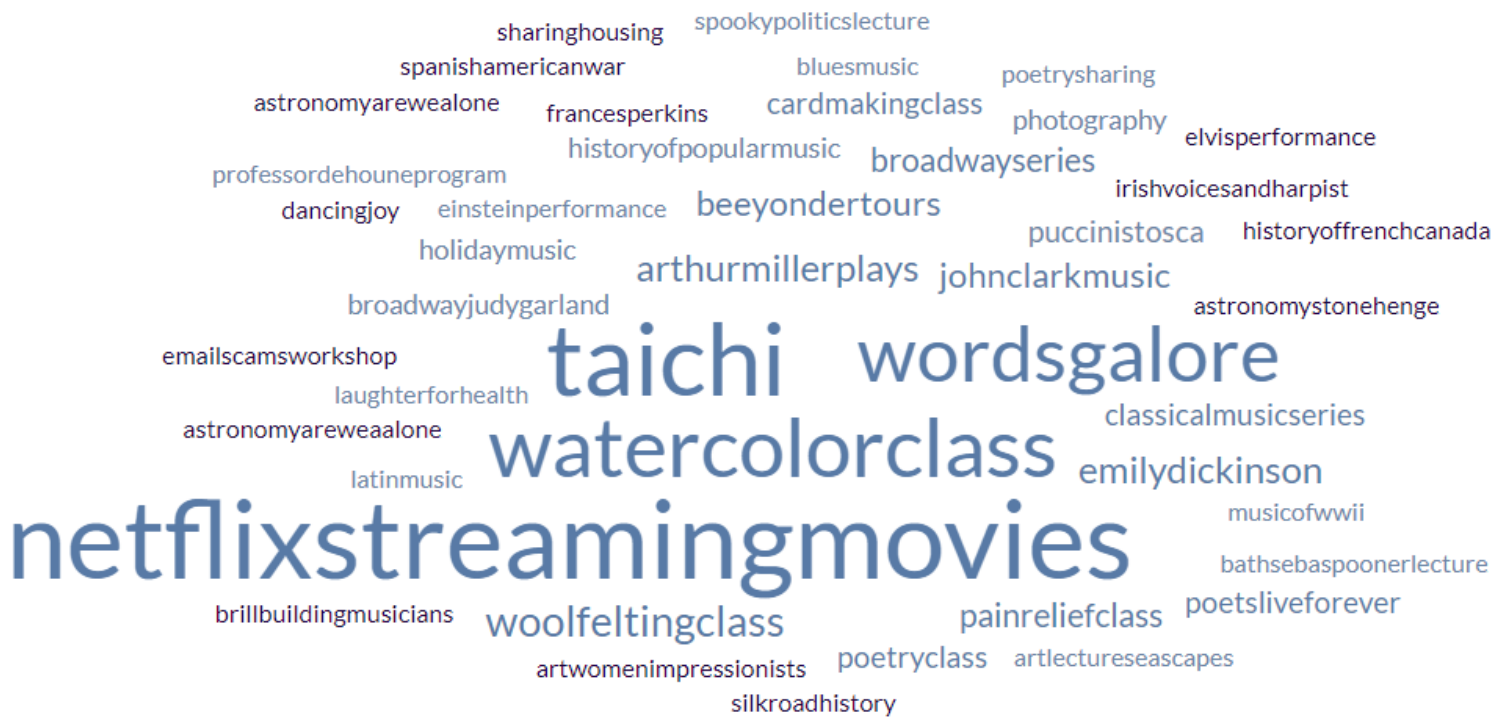 spookypoliticslecture
sharinghousing
spanishamericanwar
bluesmusic
poetrysharing
astronomyarewealone
francesperkins
cardmakingclass
photography
elvisperformance
historyofpopularmusic
broadwayseries
professordehouneprogram
irishvoicesandharpist
dancingjoy
einsteinperformance
beeyondertours
puccinistosca
historyoffrenchcanada
holidaymusic
arthurmillerplays
johnclarkmusic
broadwayjudygarland
astronomystonehenge
emailscamsworkshop
taichi
wordsgalore
laughterforhealth
classicalmusicseries
astronomyareweaalone
watercolorclass
emilydickinson
latinmusic
musicofwwii
netflixstreamingmovies
bathsebaspoonerlecture
brillbuildingmusicians
woolfeltingclass
painreliefclass
poetsliveforever
artwomenimpressionists
poetryclass
artlectureseascapes
silkroadhistory